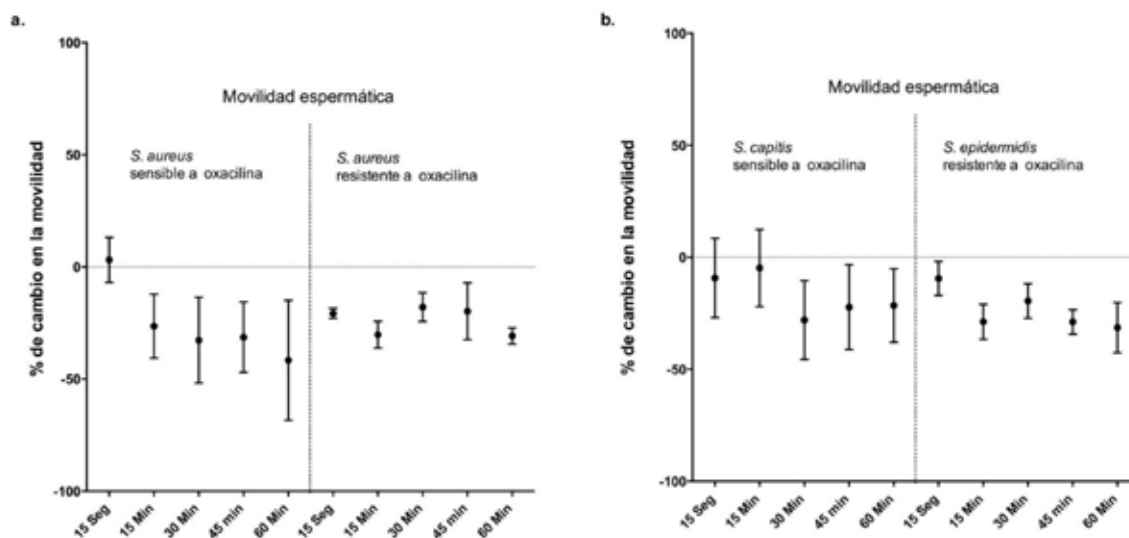 a.
% de cambio en la movilidad
100
50
0
-50
-100
Movilidad espermática
S. aureus
sensible a oxacilina
S. aureus
resistente a oxacilina
15 Seg
15 Min
30 Min
45 min
60 Min
15 Seg
15 Min
30 Min
45 min
60 Min
b.
% de cambio en la movilidad
100
50
0
-50
-100
Movilidad espermática
S. capitis
sensible a oxacilina
S. epidermidis
resistente a oxacilina
15 Seg
15 Min
30 Min
45 min
60 Min
15 Seg
15 Min
30 Min
45 min
60 Min